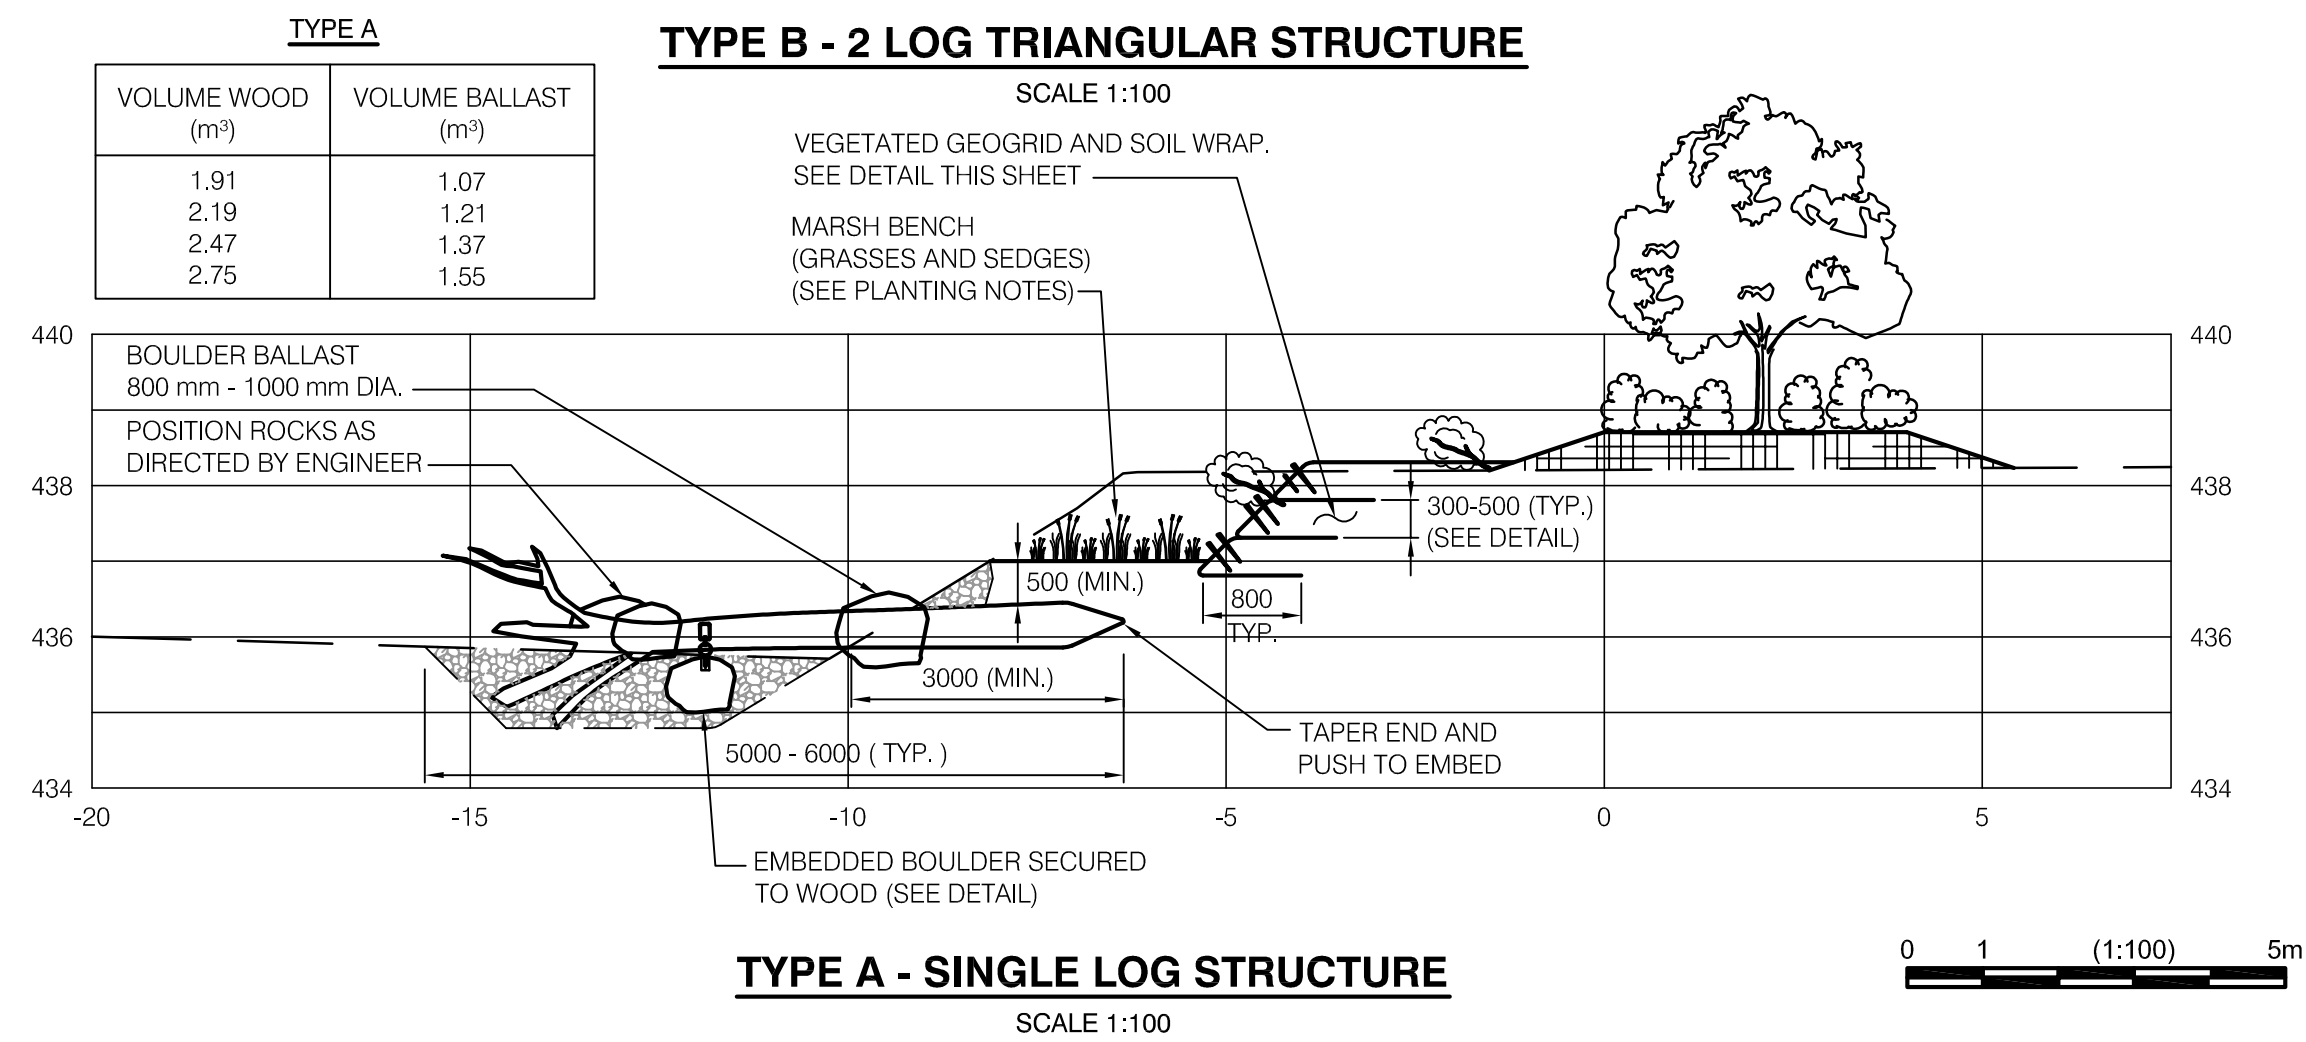 TYPE A
VOLUME WOOD (m³) VOLUME BALLAST (m³)
1.91 1.07
2.19 1.21
2.47 1.37
2.75 1.55
TYPE B - 2 LOG TRIANGULAR STRUCTURE
SCALE 1:100
VEGETATED GEOGRID AND SOIL WRAP.
SEE DETAIL THIS SHEET
MARSH BENCH
(GRASSES AND SEDGES)
(SEE PLANTING NOTES)
440 440
BOULDER BALLAST
800 mm - 1000 mm DIA.
POSITION ROCKS AS
DIRECTED BY ENGINEER
438 438
300-500 (TYP.)
(SEE DETAIL)
500 (MIN.)
800
TYP.
436 436
3000 (MIN.)
TAPER END AND
PUSH TO EMBED
5000 - 6000 ( TYP. )
434 434
-20 -15 -10 -5 0 5
EMBEDDED BOULDER SECURED
TO WOOD (SEE DETAIL)
0 1 (1:100) 5m
TYPE A - SINGLE LOG STRUCTURE
SCALE 1:100